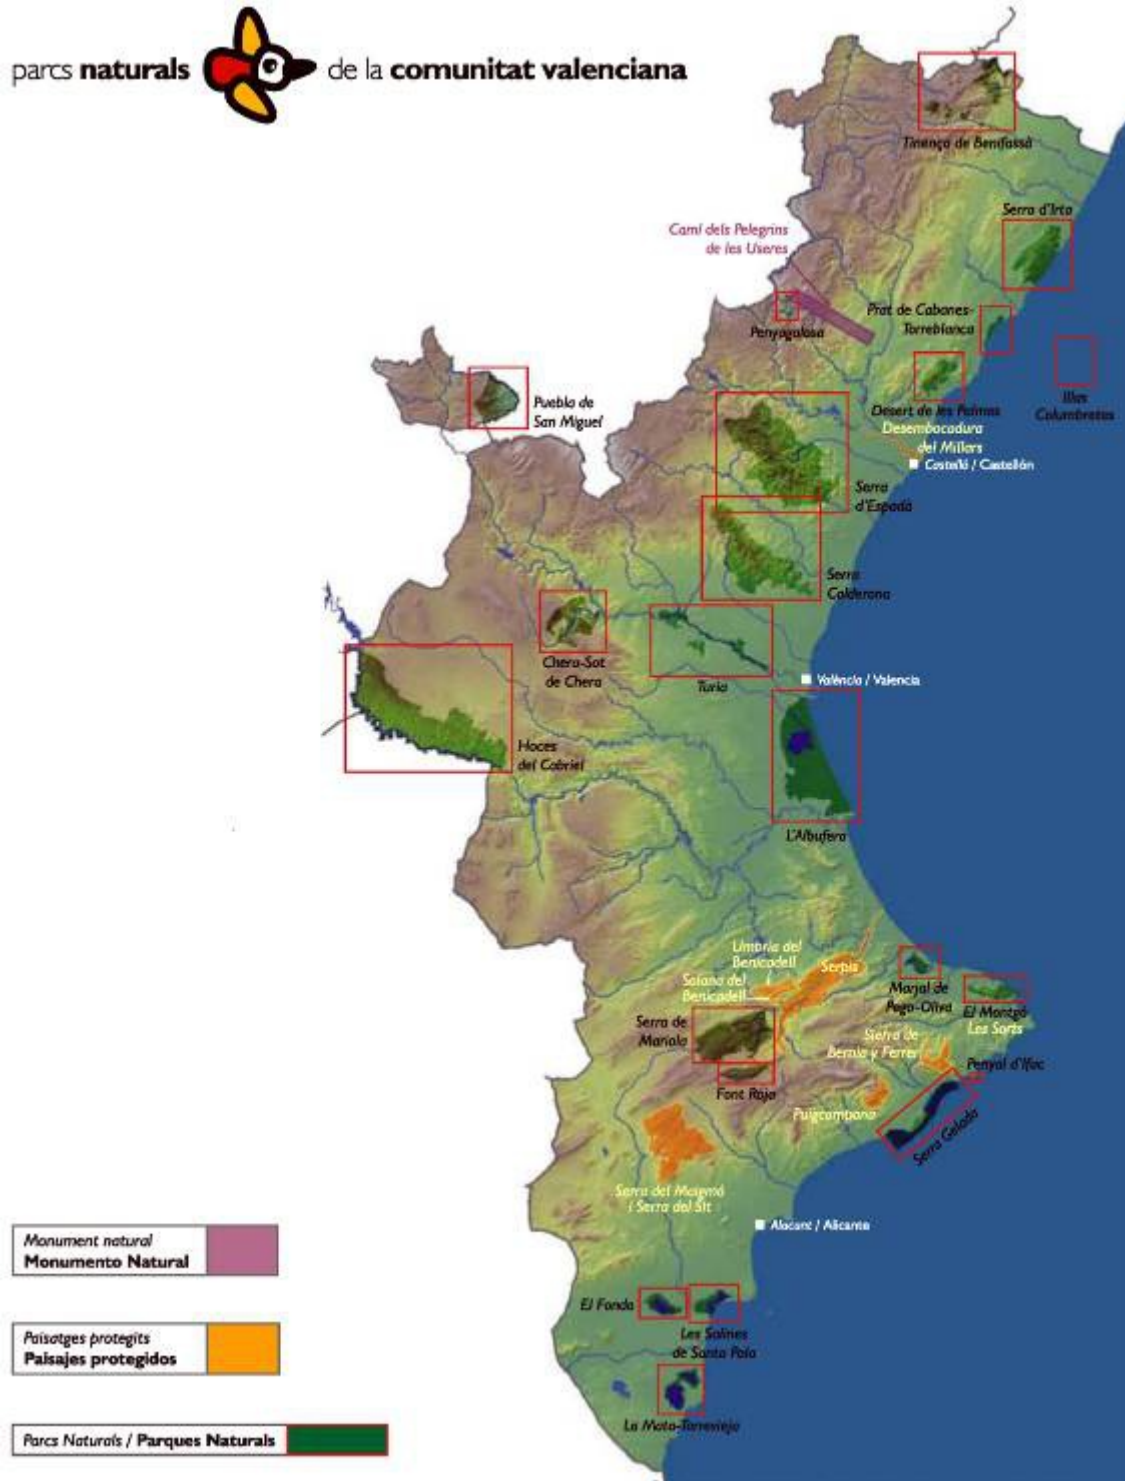 parcs naturals de la comunitat valenciana
Tinença de Benifassà
Serra d'Irta
Camí dels Pelegrins
de les Useres
Prat de Cabanes-
Torreblanca
Penyagolosa
Illes
Columbretes
Puebla de
San Miguel
Desert de les Palmes
Desembocadura
del Millars
Castelló / Castellón
Serra
d'Espadà
Serra
Calderona
Chera-Sot
de Chera
Turia
València / Valencia
Hoces
del Cabriel
L'Albufera
Umbria del
Benicadell
Serpis
Solana del
Benicadell
Marjal de
Pego-Oliva
El Montgó
Les Sorts
Serra de
Mariola
Sierra de
Bernia y Ferrer
Penyal d'Ifac
Font Roja
Puigcampana
Serra Gelada
Serra del Maigmó
i Serra del Sit
Alacant / Alicante
Monument natural
Monumento Natural
El Fondo
Les Salines
de Santa Pola
Paisatges protegits
Paisajes protegidos
La Mata-Torrevieja
Parcs Naturals / Parques Naturals